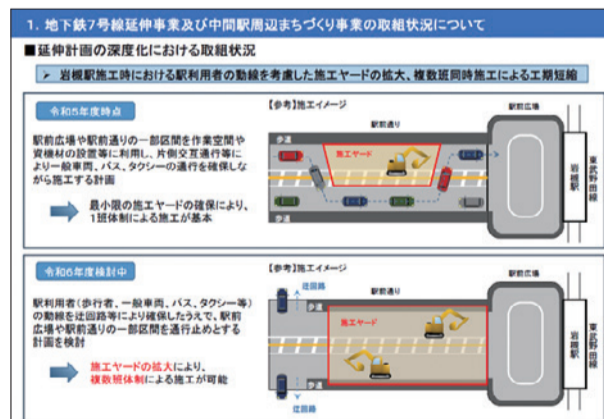 1. 地下鉄7号線延伸事業及び中間駅周辺まちづくり事業の取組状況について
■延伸計画の深度化における取組状況
➢ 岩槻駅施工時における駅利用者の動線を考慮した施工ヤードの拡大、複数班同時施工による工期短縮
令和5年度時点
駅前広場や駅前通りの一部区間を作業空間や
資機材の設置等に利用し、片側交互通行等に
より一般車両、バス、タクシーの通行を確保しな
がら施工する計画
最小限の施工ヤードの確保により、
1班体制による施工が基本
【参考】施工イメージ
駅前通り
駅前広場
歩道
施工ヤード
歩道
岩槻駅
東武野田線
令和6年度検討中
駅利用者(歩行者、一般車両、バス、タクシー等)
の動線を迂回路等により確保したうえで、駅前
広場や駅前通りの一部区間を通行止めとする
計画を検討
施工ヤードの拡大により、
複数班体制による施工が可能
【参考】施工イメージ
迂回路
駅前通り
駅前広場
歩道
施工ヤード
歩道
迂回路
岩槻駅
東武野田線